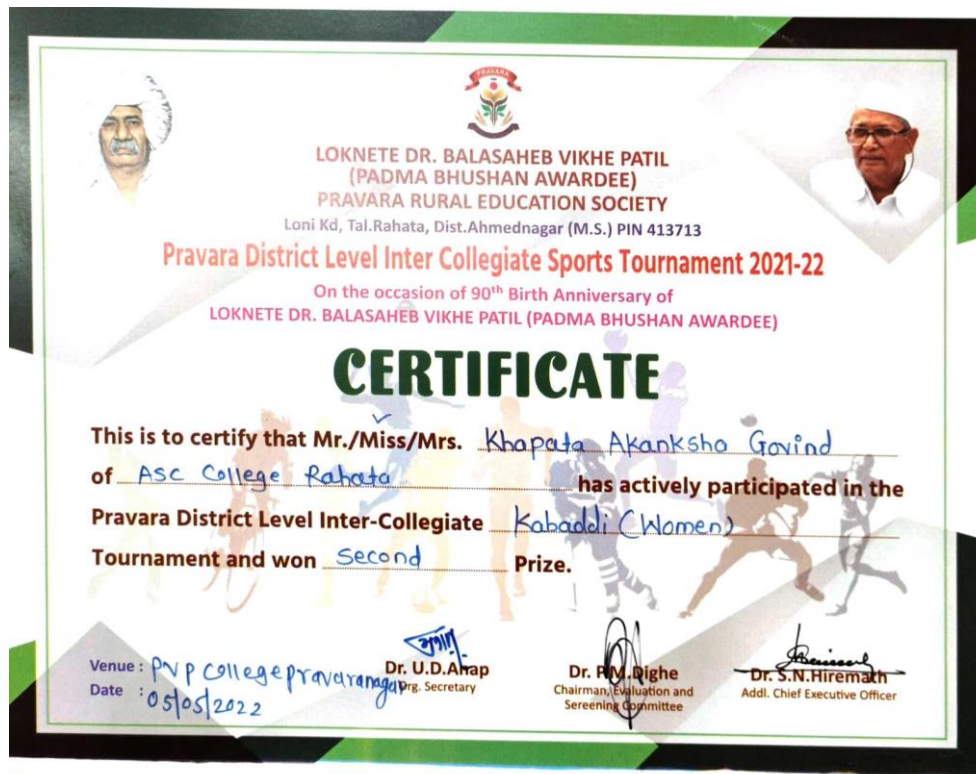 PRAVARA
LOKNETE DR. BALASAHEB VIKHE PATIL
(PADMA BHUSHAN AWARDEE)
PRAVARA RURAL EDUCATION SOCIETY
Loni Kd, Tal.Rahata, Dist.Ahmednagar (M.S.) PIN 413713
Pravara District Level Inter Collegiate Sports Tournament 2021-22
On the occasion of 90th Birth Anniversary of
LOKNETE DR. BALASAHEB VIKHE PATIL (PADMA BHUSHAN AWARDEE)
CERTIFICATE
This is to certify that Mr./Miss/Mrs. Khapata Akanksha Govind
of ASC College Rahata has actively participated in the
Pravara District Level Inter-Collegiate Kabaddi (Women)
Tournament and won Second Prize.
Venue : PVP College pravaranagar
Date : 05/05/2022
Dr. U.D.Anap
Org. Secretary
Dr. P.M.Dighe
Chairman, Evaluation and
Sereening Committee
Dr. S.N.Hiremath
Addl. Chief Executive Officer